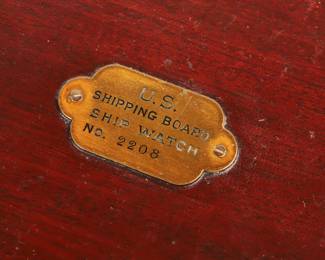 U.S.
SHIPPING BOARD
SHIP WATCH
NO. 2208